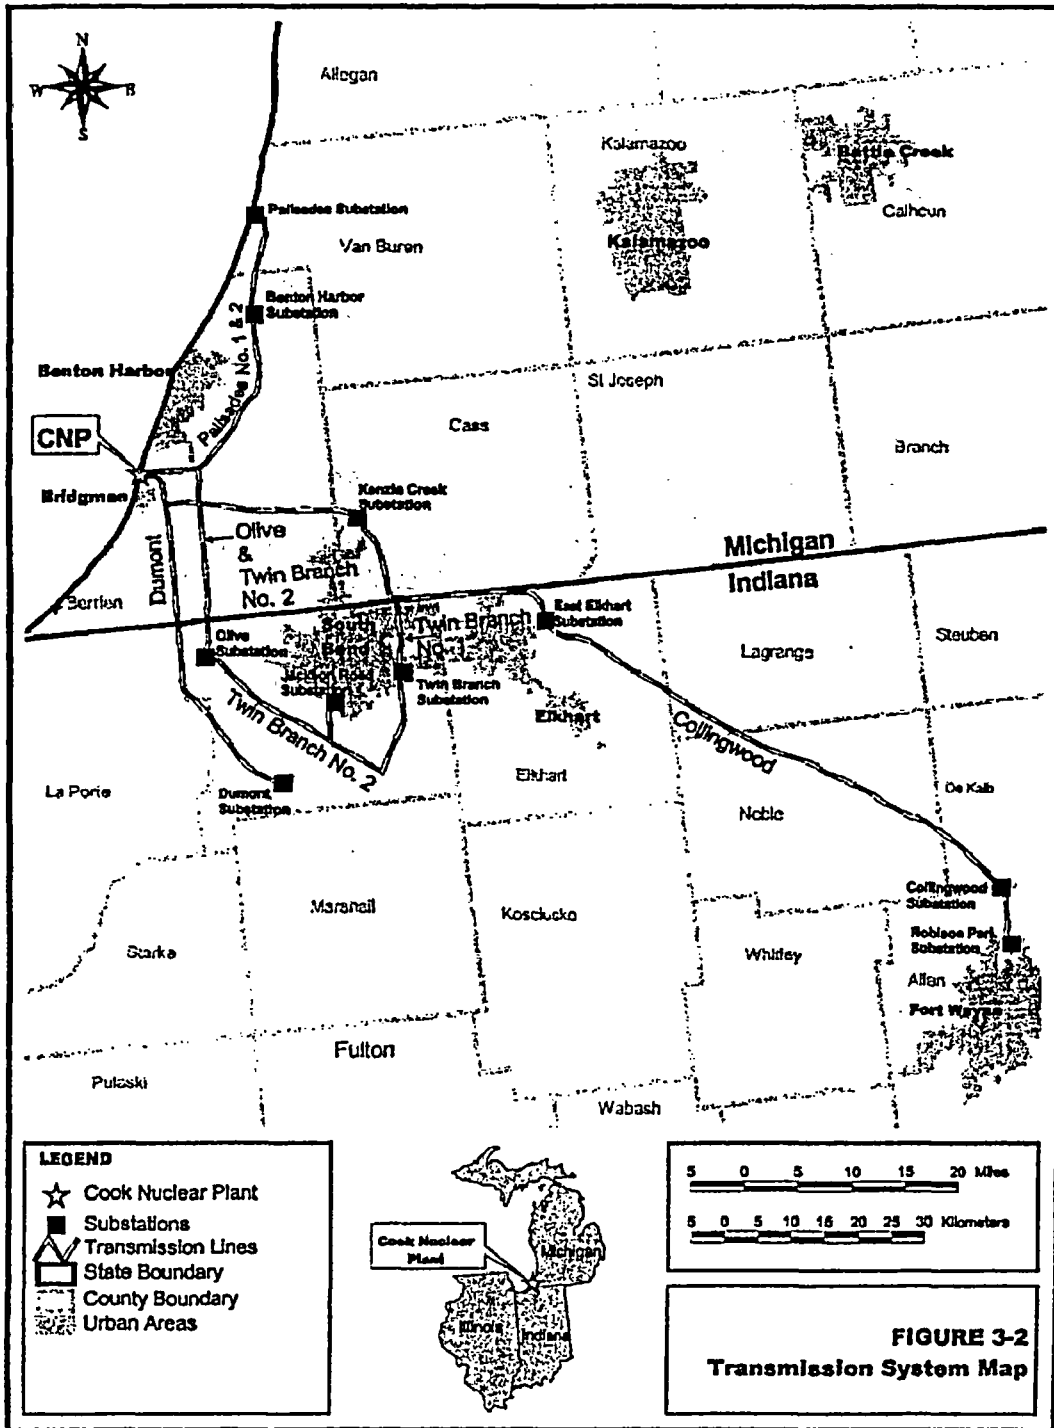 N
W
E
S
Allegan
Kalamazoo
Battle Creek
Calhoun
Palisades Substation
Van Buren
Kalamazoo
Benton Harbor
Substation
Palisades No. 1 & 2
Benton Harbor
St Joseph
Cass
Branch
CNP
Bridgman
Kenzie Creek
Substation
Olive
&
Twin Branch
No. 2
Dumont
Michigan
Indiana
Berrien
South
Bend
Twin Branch
No. 1
East Elkhart
Substation
Steuben
Lagrange
Olive
Substation
Jackson Road
Substation
Twin Branch
Substation
Elkhart
Collingwood
Twin Branch No. 2
Elkhart
La Porte
Dumont
Substation
De Kalb
Noble
Collingwood
Substation
Marshall
Kosciusko
Robison Park
Substation
Starke
Whitley
Allen
Fort Wayne
Fulton
Pulaski
Wabash
LEGEND
Cook Nuclear Plant
Substations
Transmission Lines
State Boundary
County Boundary
Urban Areas
Cook Nuclear
Plant
Michigan
Illinois
Indiana
5 0 5 10 15 20 Miles
5 0 5 10 15 20 25 30 Kilometers
FIGURE 3-2
Transmission System Map